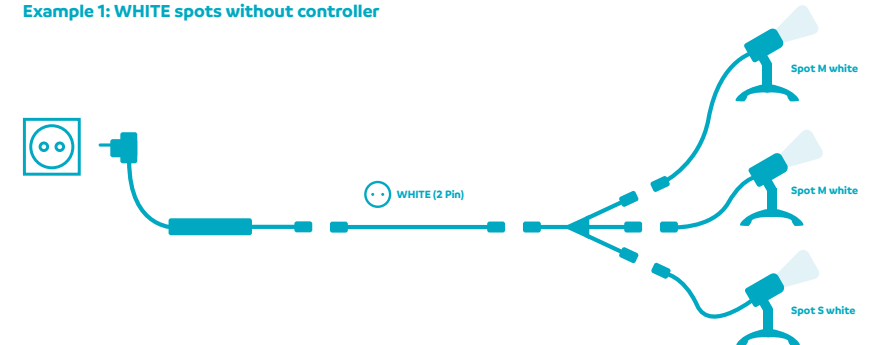 Example 1: WHITE spots without controller
Spot M white
WHITE (2 Pin)
Spot M white
Spot S white